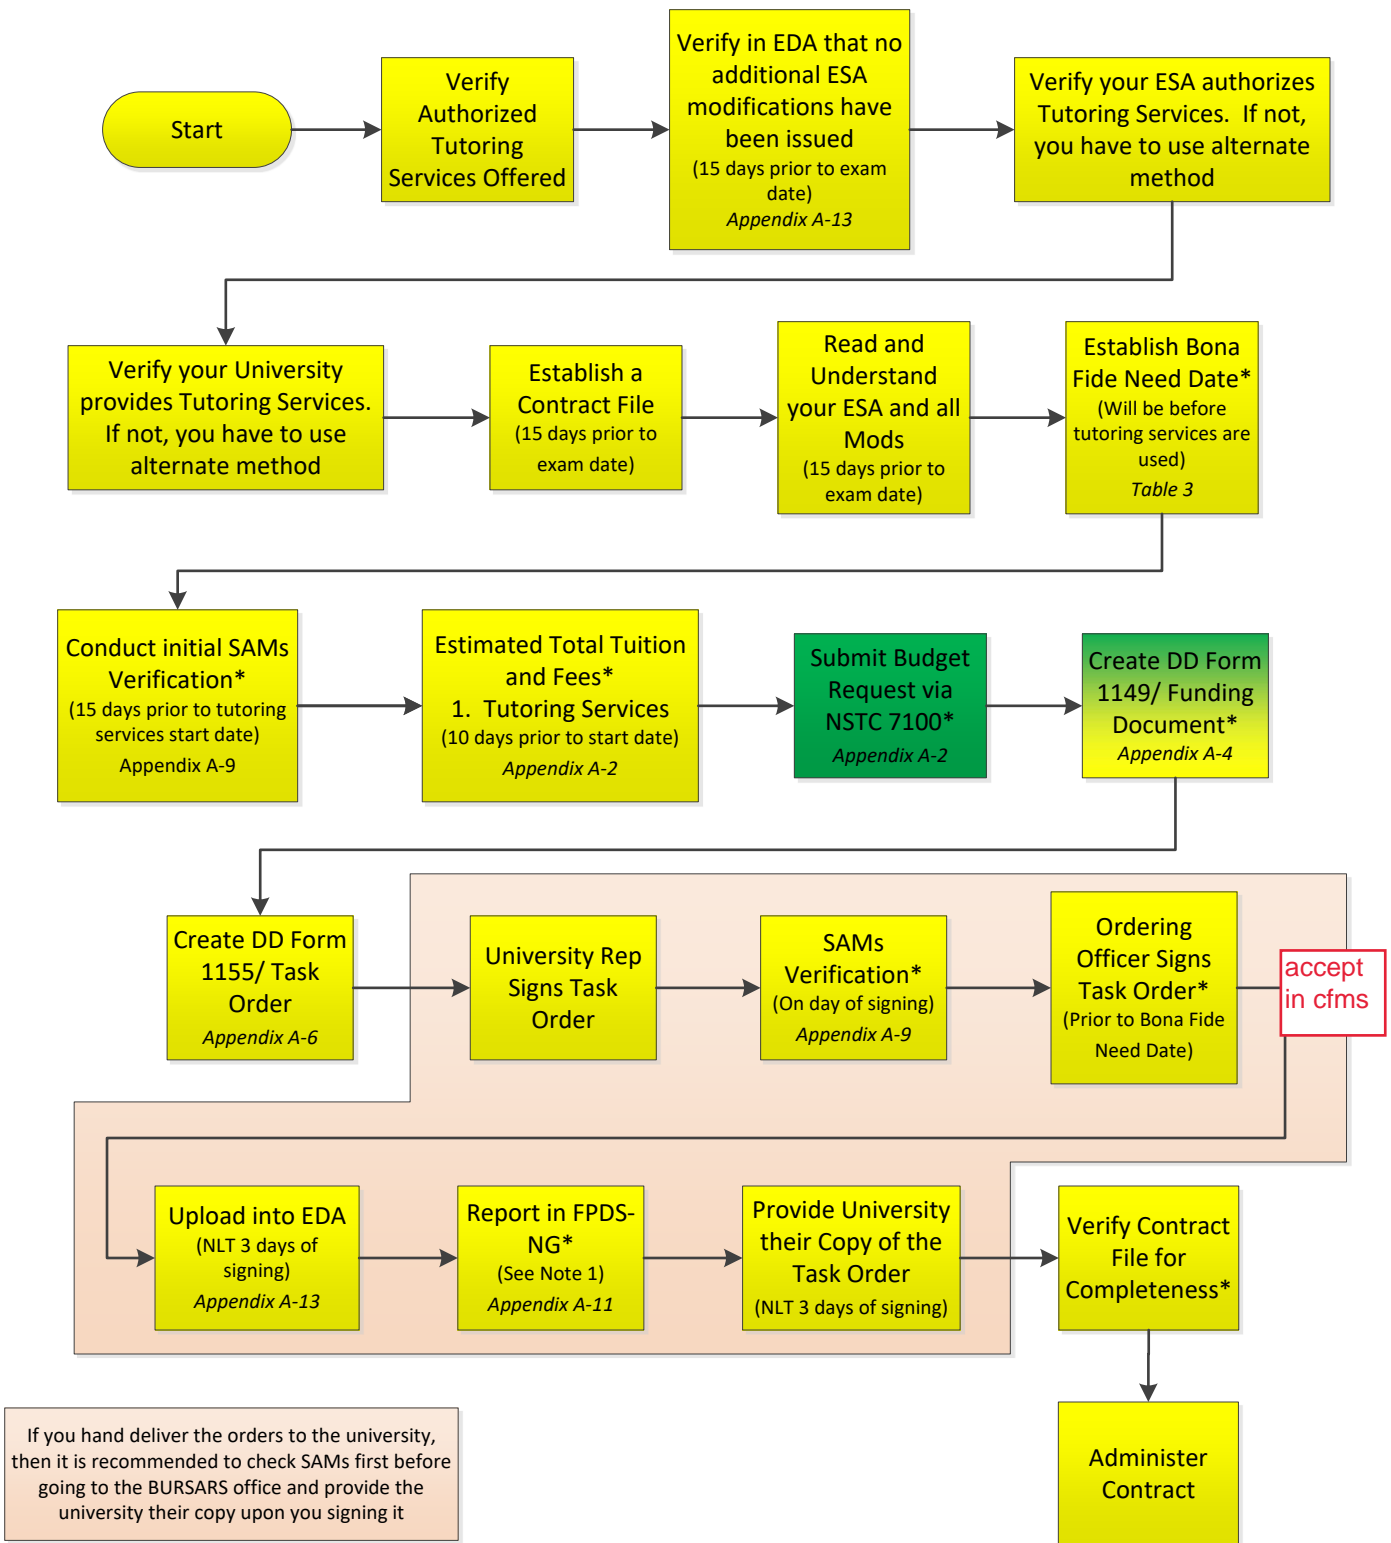 Start
Verify
Authorized
Tutoring
Services Offered
Verify in EDA that no
additional ESA
modifications have
been issued
(15 days prior to exam
date)
Appendix A-13
Verify your ESA authorizes
Tutoring Services.  If not,
you have to use alternate
method
Verify your University
provides Tutoring Services.
If not, you have to use
alternate method
Establish a
Contract File
(15 days prior to
exam date)
Read and
Understand
your ESA and all
Mods
(15 days prior to
exam date)
Establish Bona
Fide Need Date*
(Will be before
tutoring services are
used)
Table 3
Conduct initial SAMs
Verification*
(15 days prior to tutoring
services start date)
Appendix A-9
Estimated Total Tuition
and Fees*
1.  Tutoring Services
(10 days prior to start date)
Appendix A-2
Submit Budget
Request via
NSTC 7100*
Appendix A-2
Create DD Form
1149/ Funding
Document*
Appendix A-4
Create DD Form
1155/ Task
Order
Appendix A-6
University Rep
Signs Task
Order
SAMs
Verification*
(On day of signing)
Appendix A-9
Ordering
Officer Signs
Task Order*
(Prior to Bona Fide
Need Date)
accept
in cfms
Upload into EDA
(NLT 3 days of
signing)
Appendix A-13
Report in FPDS-
NG*
(See Note 1)
Appendix A-11
Provide University
their Copy of the
Task Order
(NLT 3 days of signing)
Verify Contract
File for
Completeness*
Administer
Contract
If you hand deliver the orders to the university,
then it is recommended to check SAMs first before
going to the BURSARS office and provide the
university their copy upon you signing it